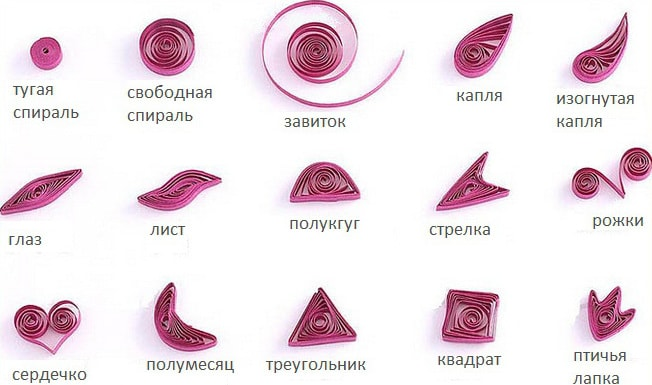 тугая
спираль
свободная
спираль
завиток
капля
изогнутая
капля
глаз
лист
полукгуг
стрелка
рожки
сердечко
полумесяц
треугольник
квадрат
птичья
лапка